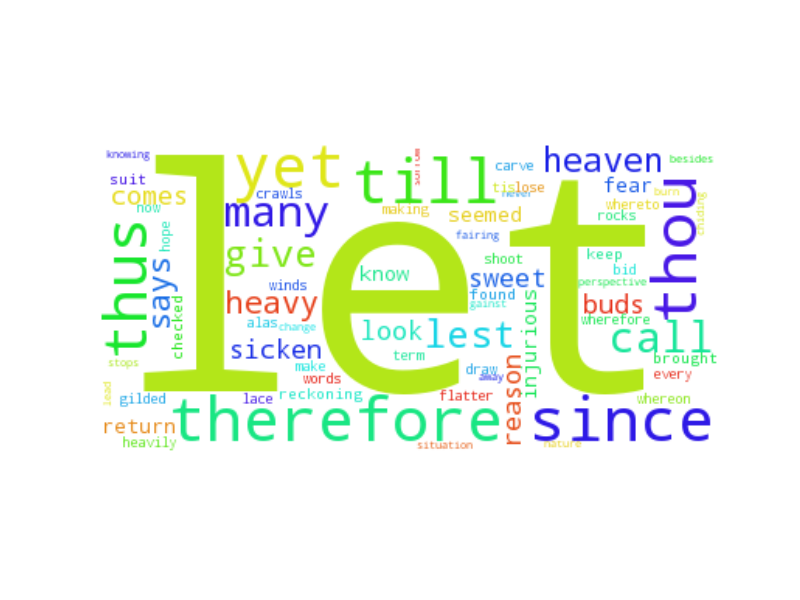 knowing
suit
comes
now
thus
says
hope
checked
stops
lead
gilded
return
heavily
let
yet
crawls
many
give
winds
heavy
alas
change
sicken
make
words
lace
reckoning
therefore
till
sorrow
making
know
look
term
lest
carve
tis
lose
never
seemed
fairing
shoot
sweet
found
gainst
injurious
draw
away
flatter
reason
situation
since
nature
heaven
besides
fear
burn
whereto
rocks
chiding
thou
keep
bid
perspective
buds
wherefore
call
brought
every
whereon